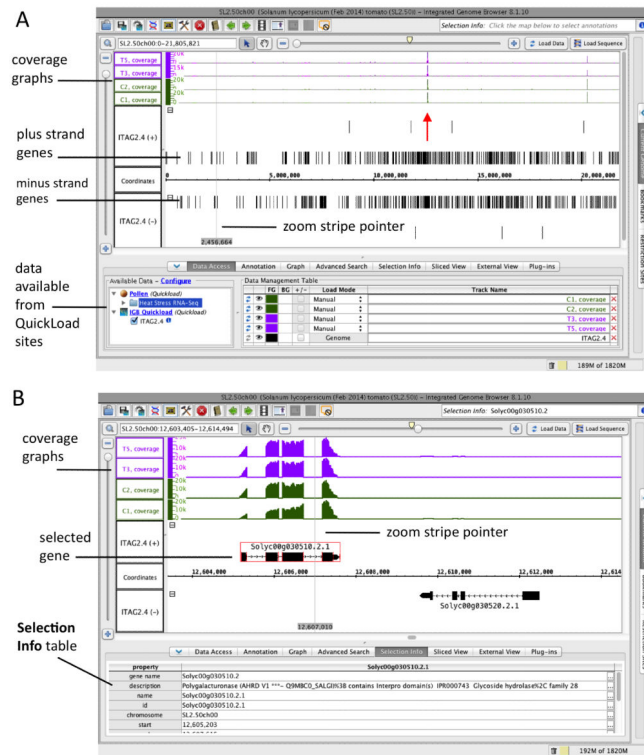 A
SL2.50ch00 (Solanum lycopersicum (Feb 2014) tomato (SL2.50)) - Integrated Genome Browser 8.1.10
Selection Info: Click the map below to select annotations
SL2.50ch00:0-21,805,821
Load Data
Load Sequence
coverage graphs
T5, coverage
T3, coverage
C2, coverage
C1, coverage
plus strand genes
ITAG2.4 (+)
Coordinates
0 5,000,000 10,000,000 15,000,000 20,000,000
minus strand genes
ITAG2.4 (-)
zoom stripe pointer
2,456,664
Data Access Annotation Graph Advanced Search Selection Info Sliced View External View Plug-ins
data available from QuickLoad sites
Available Data - Configure
Pollen (Quickload)
Heat Stress RNA-Seq
IGB Quickload (Quickload)
ITAG2.4
Data Management Table
FG BG +/- Load Mode Track Name
Manual C1, coverage
Manual C2, coverage
Manual T3, coverage
Manual T5, coverage
Genome ITAG2.4
189M of 1820M
Bookmarks
Restriction Sites
B
SL2.50ch00 (Solanum lycopersicum (Feb 2014) tomato (SL2.50)) - Integrated Genome Browser 8.1.10
Selection Info: Solyc00g030510.2
SL2.50ch00:12,603,405-12,614,494
Load Data
Load Sequence
coverage graphs
T5, coverage
T3, coverage
C2, coverage
C1, coverage
zoom stripe pointer
selected gene
ITAG2.4 (+)
Solyc00g030510.2.1
Coordinates
12,604,000 12,606,000 12,608,000 12,610,000 12,612,000 12,614
ITAG2.4 (-)
Solyc00g030520.2.1
12,607,010
Data Access Annotation Graph Advanced Search Selection Info Sliced View External View Plug-ins
Selection Info table
property Solyc00g030510.2.1
gene name Solyc00g030510.2
description Polygalacturonase (AHRD V1 ***- Q9MBC0_SALGI)%38 contains Interpro domain(s) IPR000743 Glycoside hydrolase%2C family 28
name Solyc00g030510.2.1
id Solyc00g030510.2.1
chromosome SL2.50ch00
start 12,605,203
192M of 1820M